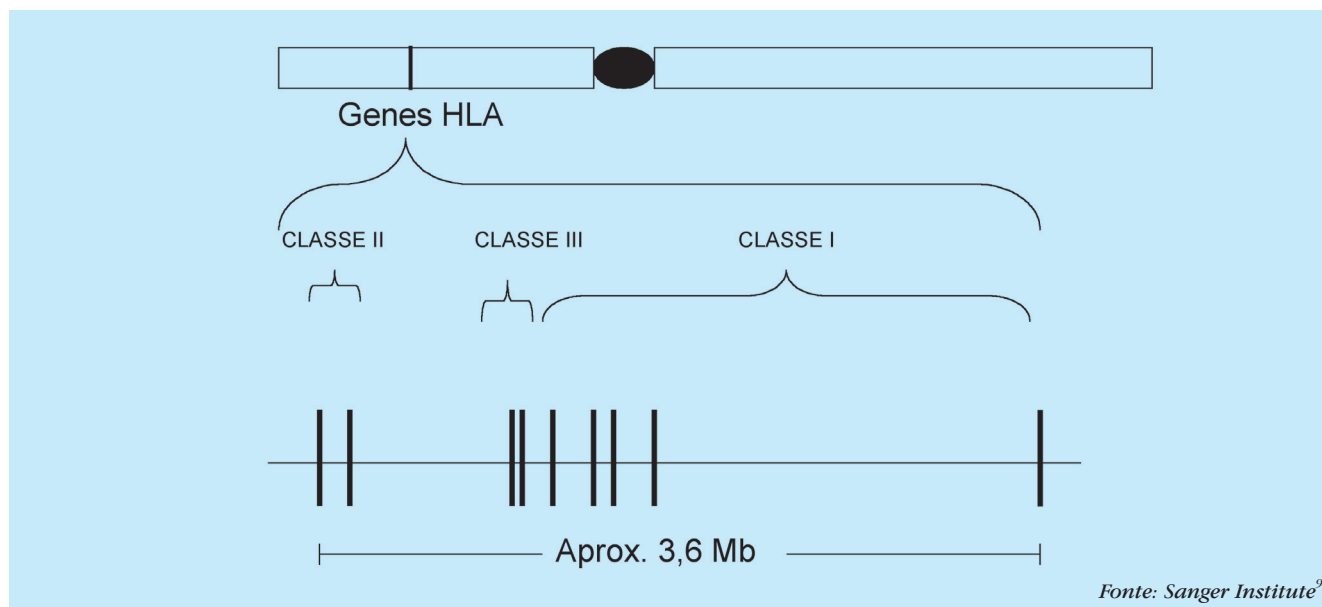 Genes HLA
CLASSE II CLASSE III CLASSE I
Aprox. 3,6 Mb
Fonte: Sanger Institute9